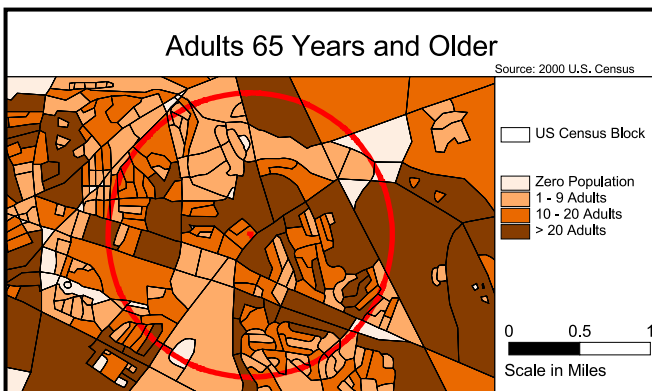 Adults 65 Years and Older
Source: 2000 U.S. Census
US Census Block
Zero Population
1 - 9 Adults
10 - 20 Adults
> 20 Adults
0 0.5 1
Scale in Miles